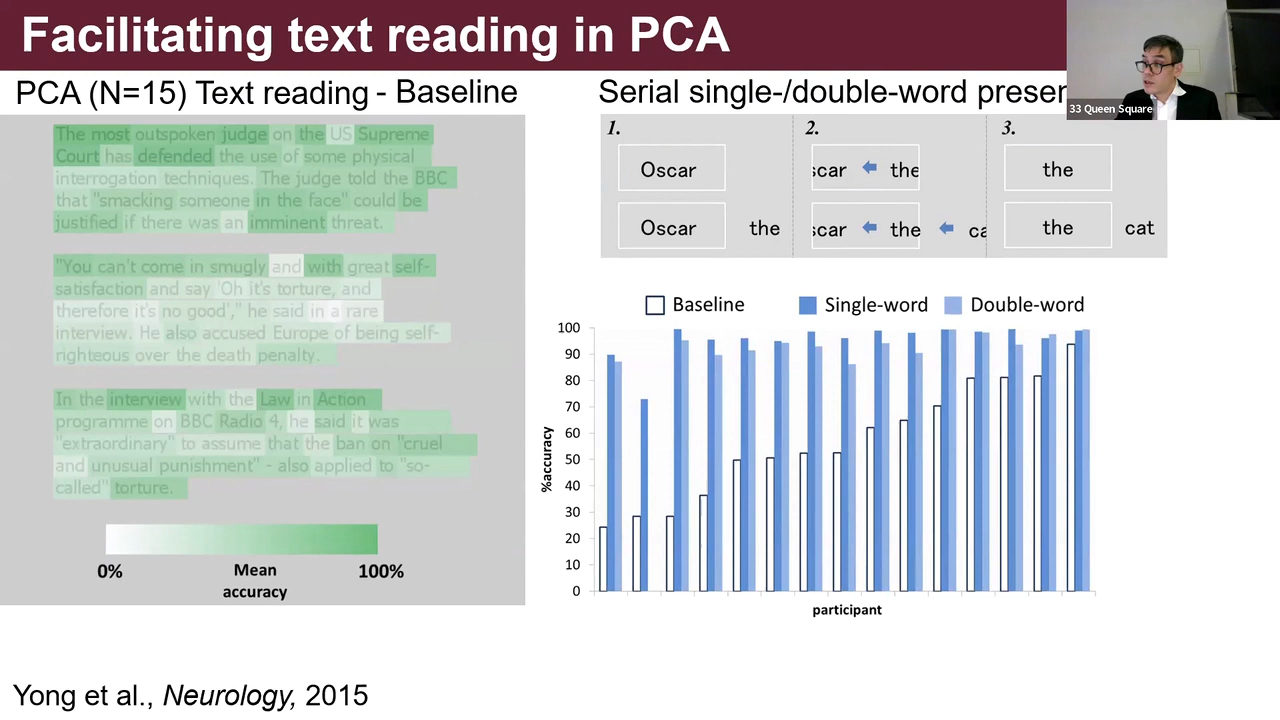 Facilitating text reading in PCA
33 Queen Square
PCA (N=15) Text reading - Baseline
The most outspoken judge on the US Supreme
Court has defended the use of some physical
interrogation techniques. The judge told the BBC
that "smacking someone in the face" could be
justified if there was an imminent threat.
"You can't come in smugly and with great self-
satisfaction and say 'Oh it's torture, and
therefore it's no good'," he said in a rare
interview. He also accused Europe of being self-
righteous over the death penalty.
In the interview with the Law in Action
programme on BBC Radio 4, he said it was
"extraordinary" to assume that the ban on "cruel
and unusual punishment" - also applied to "so-
called" torture.
0% 100%
Mean
accuracy
Serial single-/double-word presen
1. 2. 3.
Oscar scar the the
Oscar the scar the ca the cat
Baseline Single-word Double-word
100
90
80
70
60
50
40
30
20
10
0
%accuracy
participant
Yong et al., Neurology, 2015